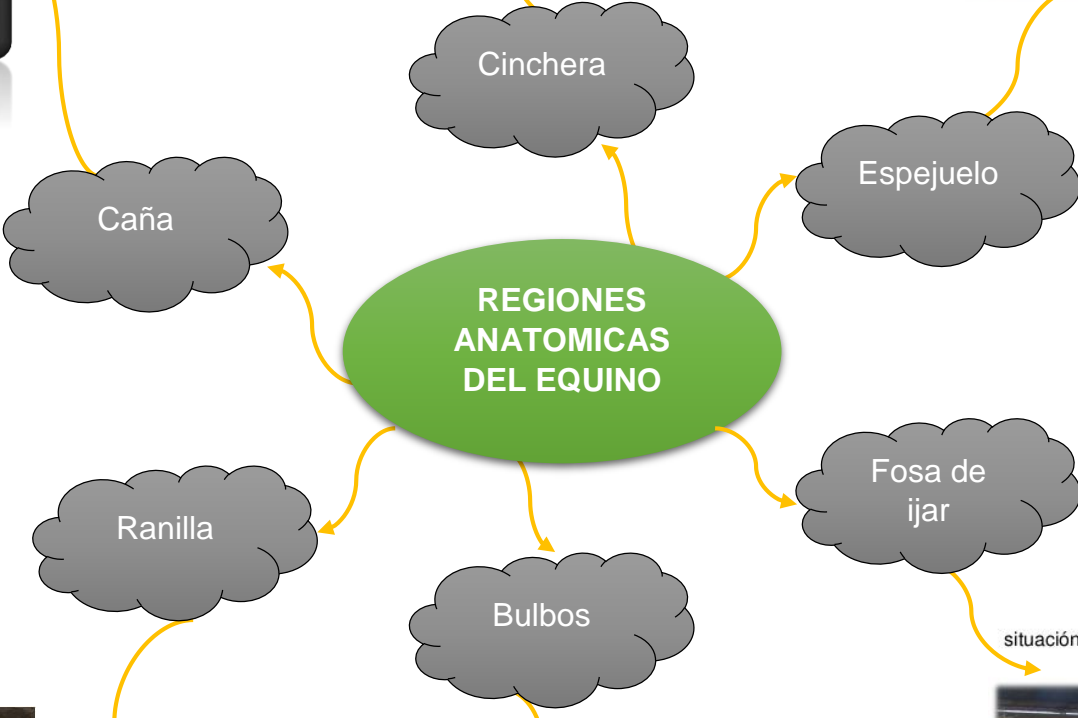 Cinchera
Espejuelo
Caña
REGIONES
ANATOMICAS
DEL EQUINO
Fosa de
ijar
Ranilla
Bulbos
situación